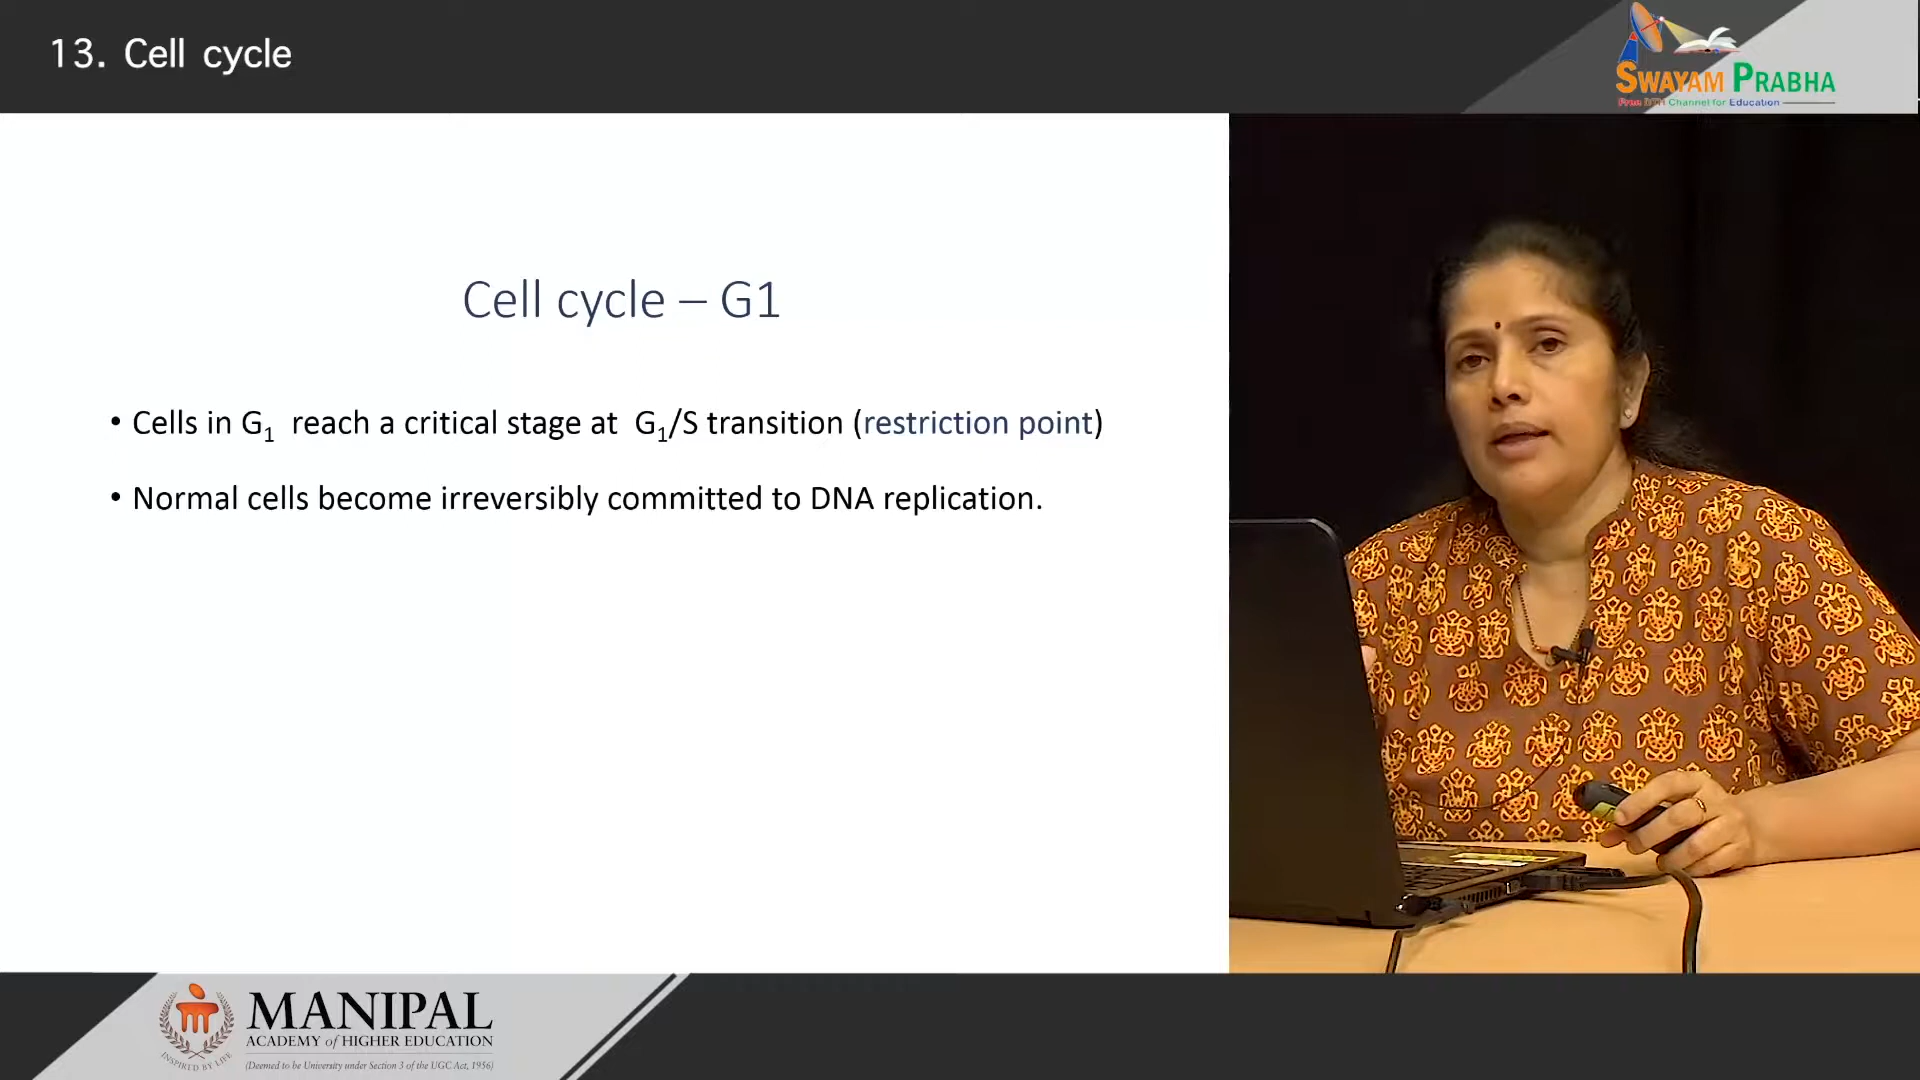 13. Cell cycle
SWAYAM PRABHA
Free DTH Channel for Education
Cell cycle – G1
• Cells in G₁ reach a critical stage at G₁/S transition (restriction point)
• Normal cells become irreversibly committed to DNA replication.
MANIPAL
ACADEMY of HIGHER EDUCATION
(Deemed to be University under Section 3 of the UGC Act, 1956)
INSPIRED BY LIFE